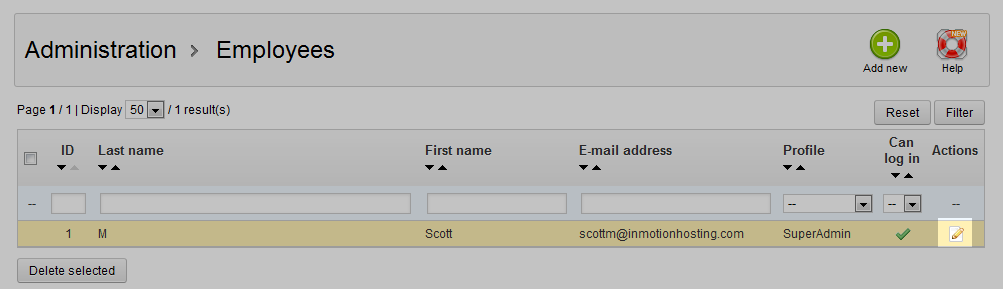 Administration > Employees
NEW
Add new Help
Page 1 / 1 | Display 50 / 1 result(s) Reset Filter
ID Last name First name E-mail address Profile Can log in Actions
-- -- -- --
1 M Scott scottm@inmotionhosting.com SuperAdmin
Delete selected